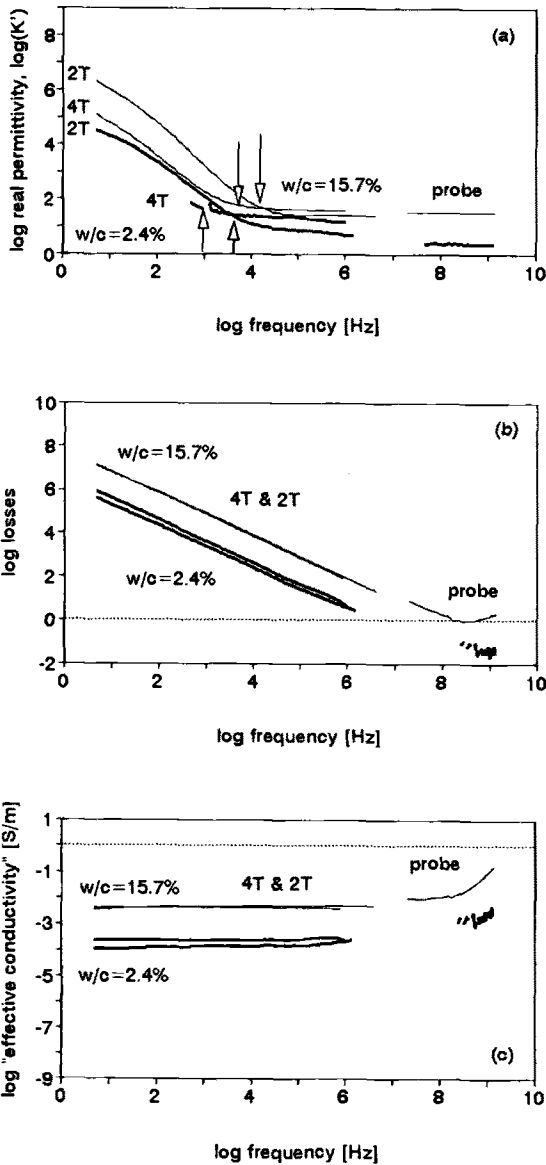 (a)
log real permittivity, log(K')
8
6
4
2
0
2T
4T
2T
4T
w/c=15.7%
probe
w/c=2.4%
0 2 4 6 8 10
log frequency [Hz]
(b)
log losses
10
8
6
4
2
0
-2
w/c=15.7%
4T & 2T
w/c=2.4%
probe
0 2 4 6 8 10
log frequency [Hz]
log "effective conductivity" [S/m]
1
-1
-3
-5
-7
-9
probe
w/c=15.7%
4T & 2T
w/c=2.4%
(c)
0 2 4 6 8 10
log frequency [Hz]